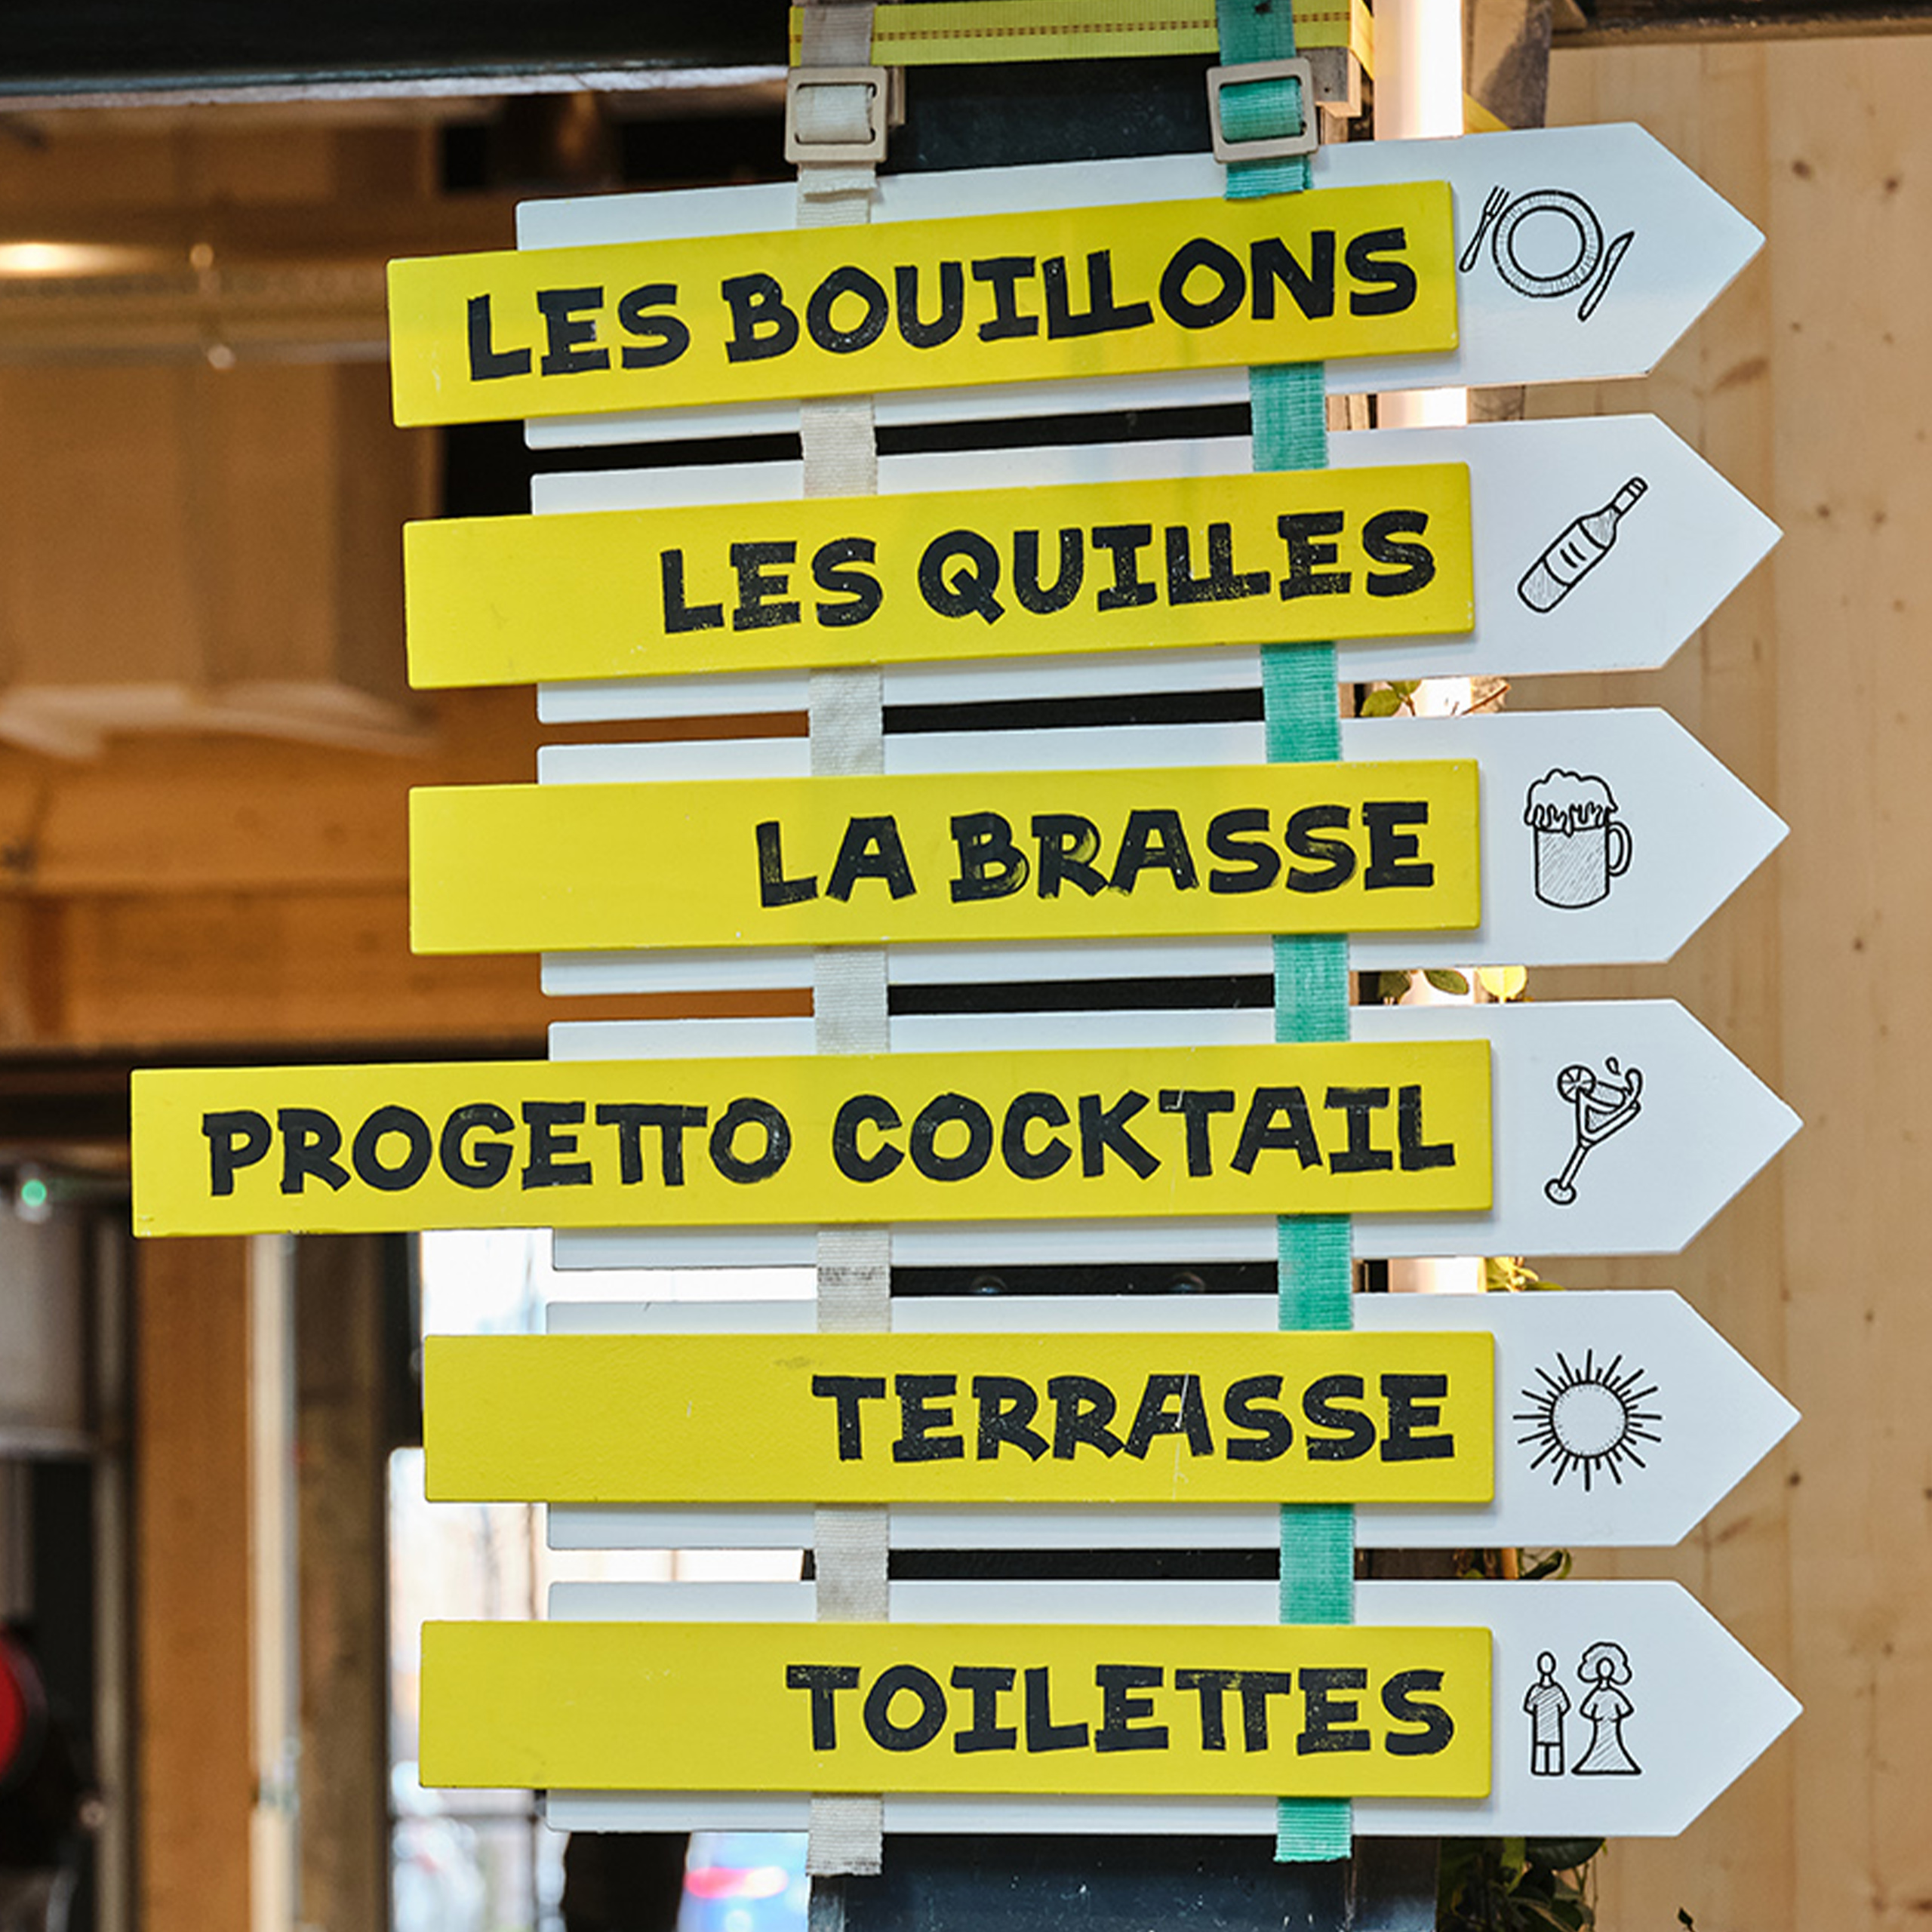 LES BOUILLONS
LES QUILLES
LA BRASSE
PROGETTO COCKTAIL
TERRASSE
TOILETTES